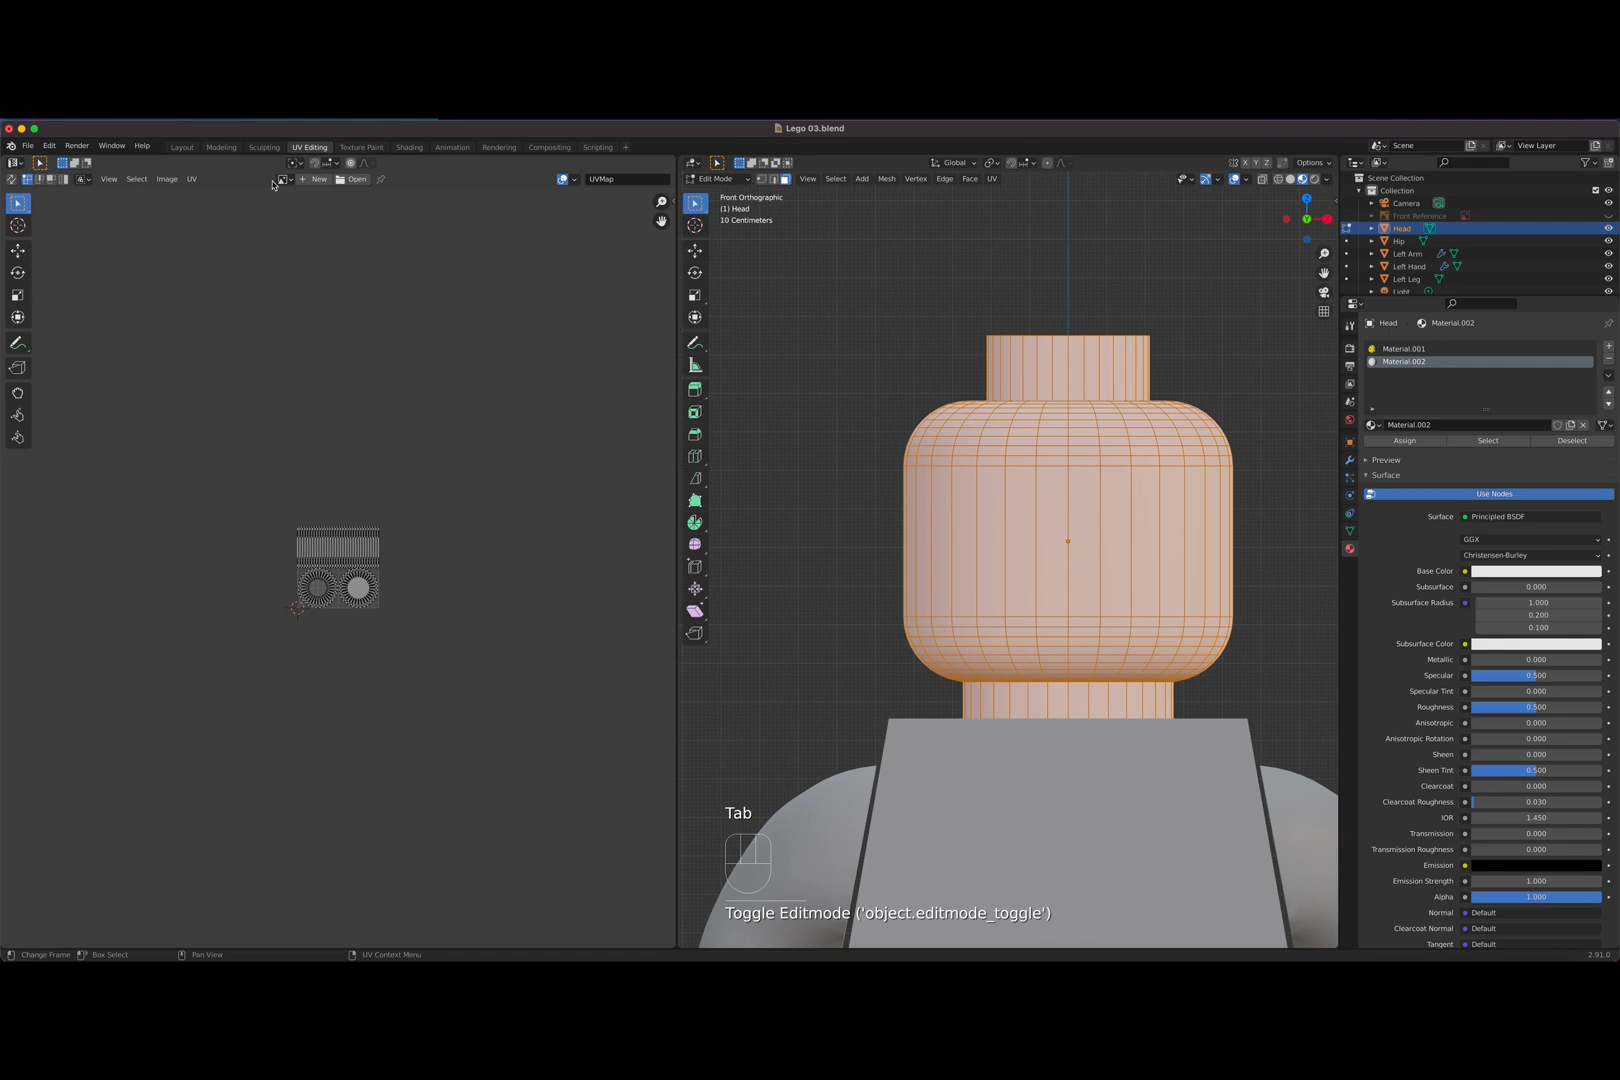 Lego 03.blend
File Edit Render Window Help Layout Modeling Sculpting UV Editing Texture Paint Shading Animation Rendering Compositing Scripting + Scene View Layer
Global Options X Y Z
View Select Image UV New Open UVMap Edit Mode View Select Add Mesh Vertex Edge Face UV
Front Orthographic
(1) Head
10 Centimeters
Z
Y
X
Scene Collection
Collection
Camera
Front Reference
Head
Hip
Left Arm
Left Hand
Left Leg
Light
Head Material.002
Material.001
Material.002
Material.002
Assign Select Deselect
Preview
Surface
Use Nodes
Surface Principled BSDF
GGX
Christensen-Burley
Base Color
Subsurface 0.000
Subsurface Radius 1.000
0.200
0.100
Subsurface Color
Metallic 0.000
Specular 0.500
Specular Tint 0.000
Roughness 0.500
Anisotropic 0.000
Anisotropic Rotation 0.000
Sheen 0.000
Sheen Tint 0.500
Clearcoat 0.000
Clearcoat Roughness 0.030
IOR 1.450
Transmission 0.000
Transmission Roughness 0.000
Emission
Emission Strength 1.000
Alpha 1.000
Normal Default
Clearcoat Normal Default
Tangent Default
Tab
Toggle Editmode ('object.editmode_toggle')
Change Frame Box Select Pan View UV Context Menu 2.91.0